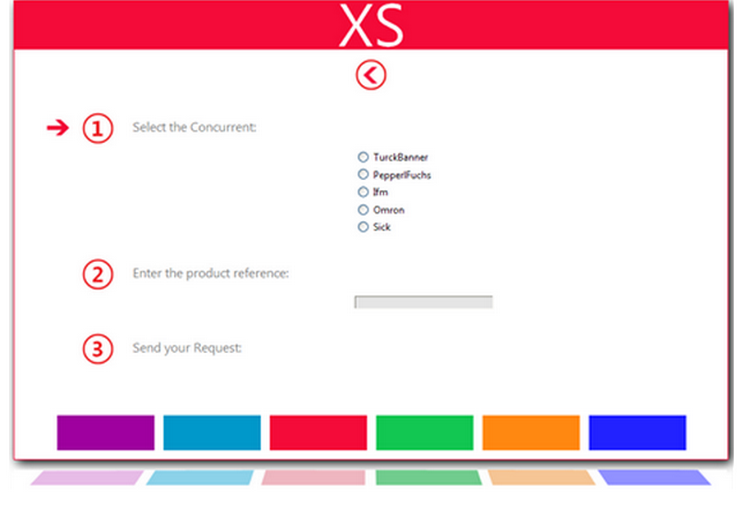 XS
1 Select the Concurrent:
TurckBanner
PepperlFuchs
Ifm
Omron
Sick
2 Enter the product reference:
3 Send your Request: